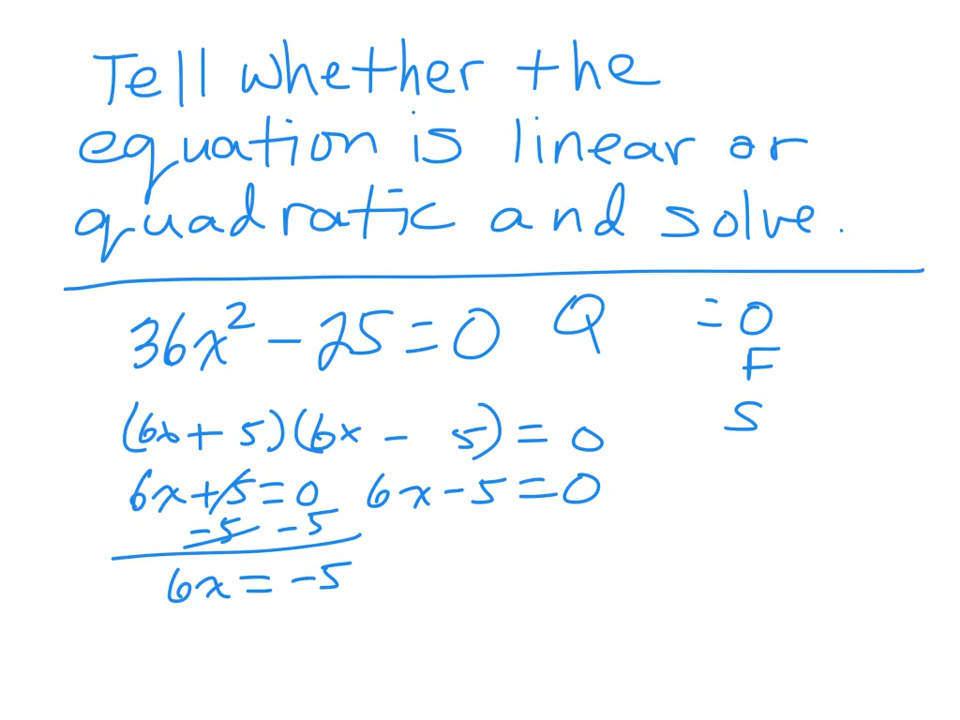 Tell whether the
equation is linear or
quadratic and solve.
36x² - 25 = 0 Q = 0
F
(6x + 5)(6x - 5) = 0 S
6x + 5 = 0 6x - 5 = 0
-5 -5
6x = -5